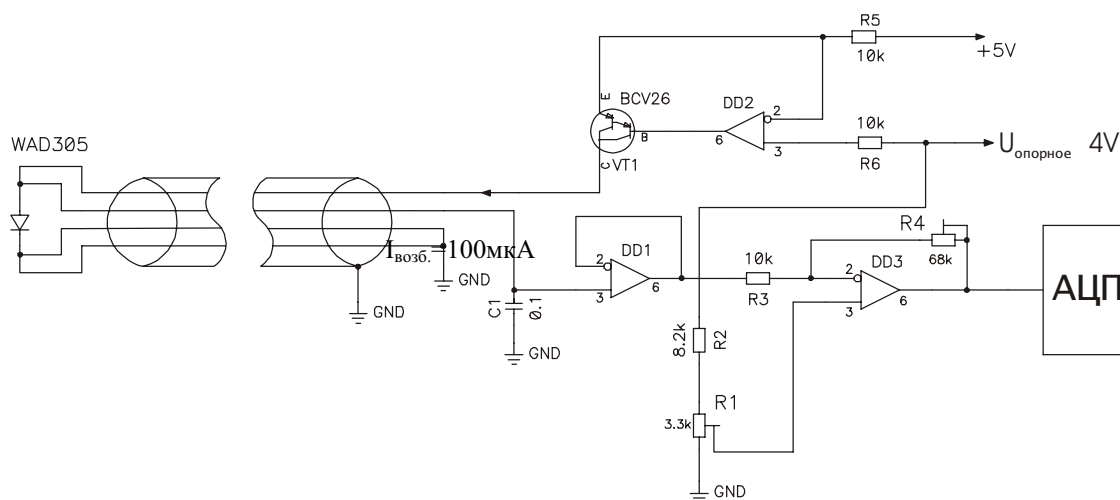 R5
+5V
10k
E
BCV26
DD2
2
10k
WAD305
B
6
3
U опорное 4V
C
VT1
R6
R4
DD1
Iвозб.=100мкА
2
10k
2
DD3
68k
АЦП
GND
6
R3
6
3
3
C1
0.1
GND
8.2k
R2
GND
R1
3.3k
GND